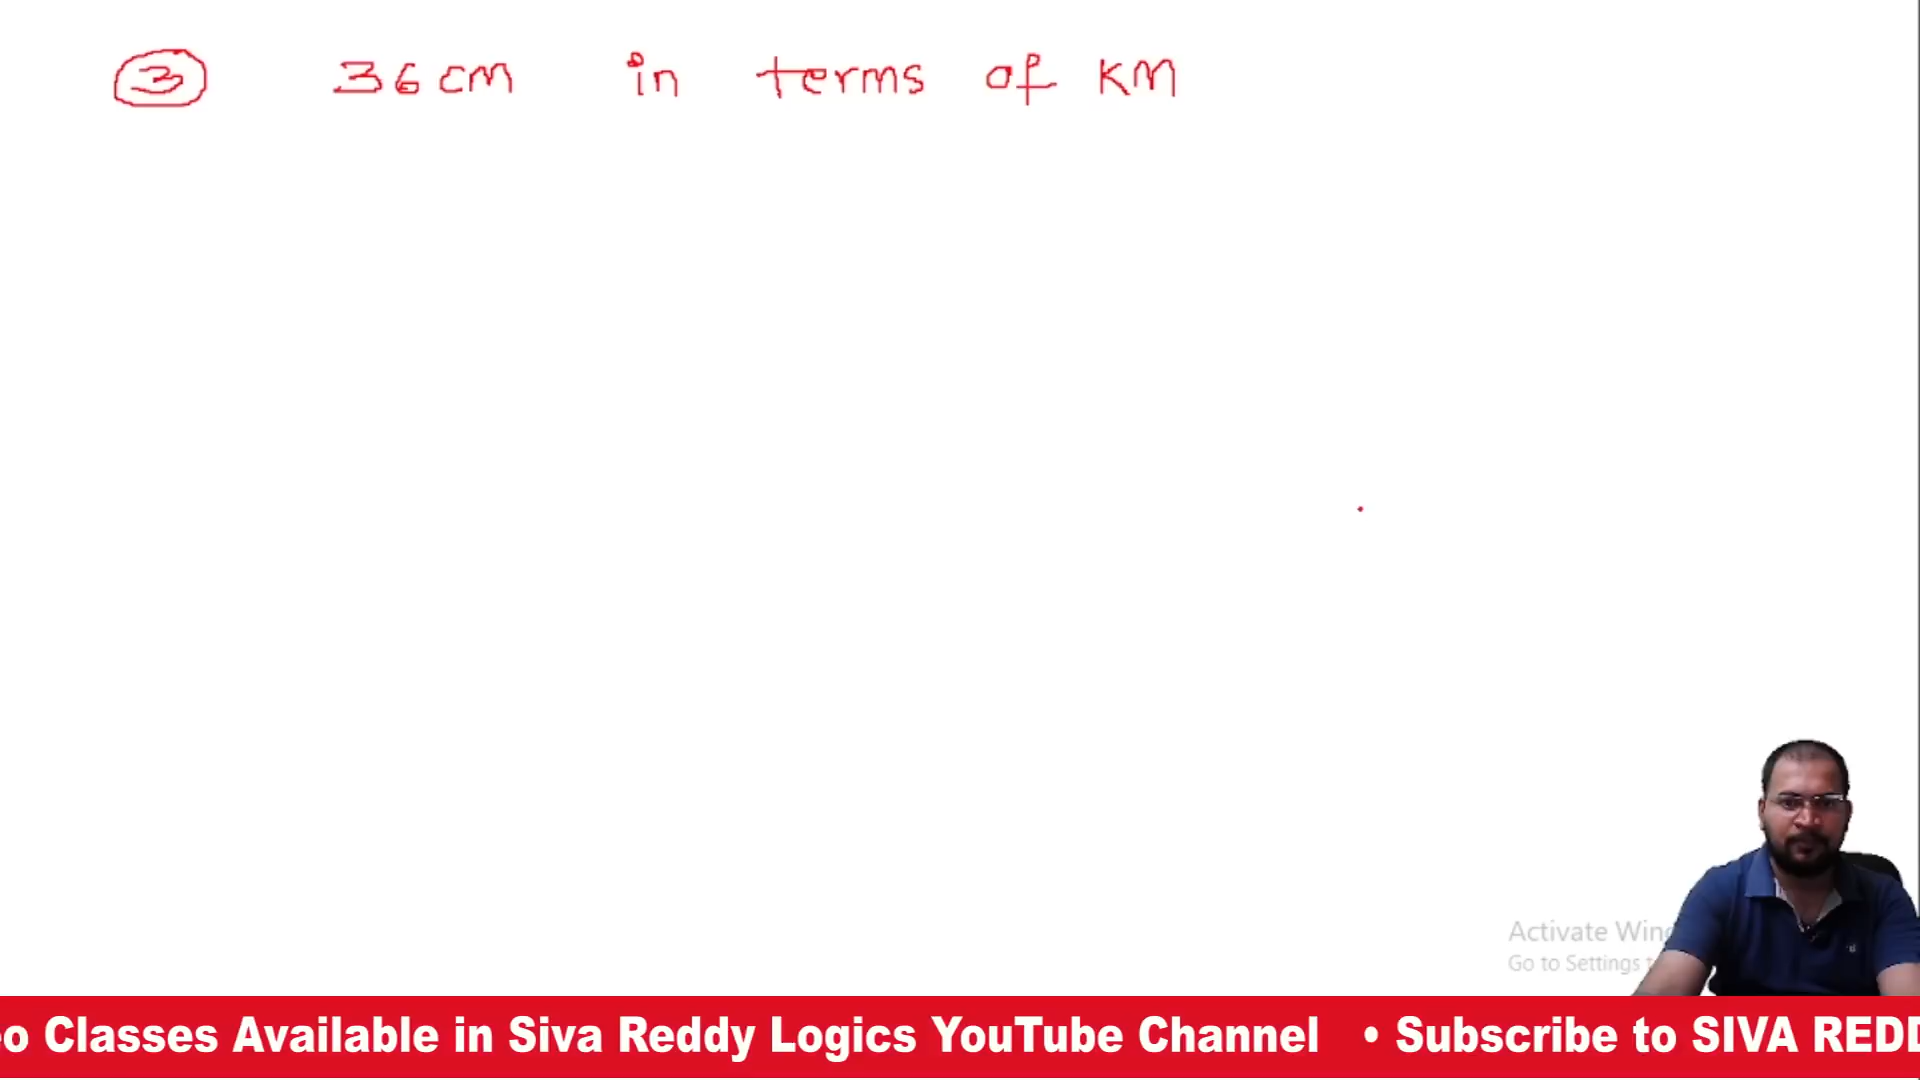 3 36 cm in terms of KM
Activate Win
Go to Settings t
o Classes Available in Siva Reddy Logics YouTube Channel • Subscribe to SIVA REDD